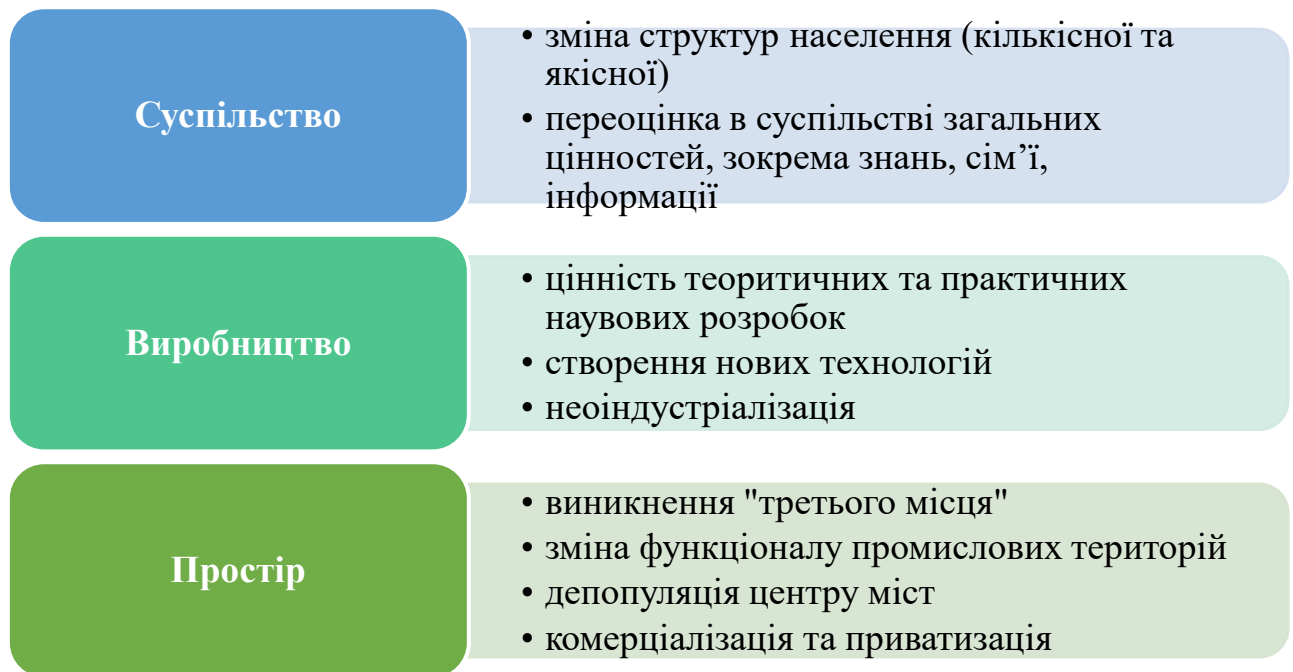 Суспільство
• зміна структур населення (кількісної та
якісної)
• переоцінка в суспільстві загальних
цінностей, зокрема знань, сім’ї,
інформації
Виробництво
• цінність теоритичних та практичних
наувових розробок
• створення нових технологій
• неоіндустріалізація
Простір
• виникнення "третього місця"
• зміна функціоналу промислових територій
• депопуляція центру міст
• комерціалізація та приватизація